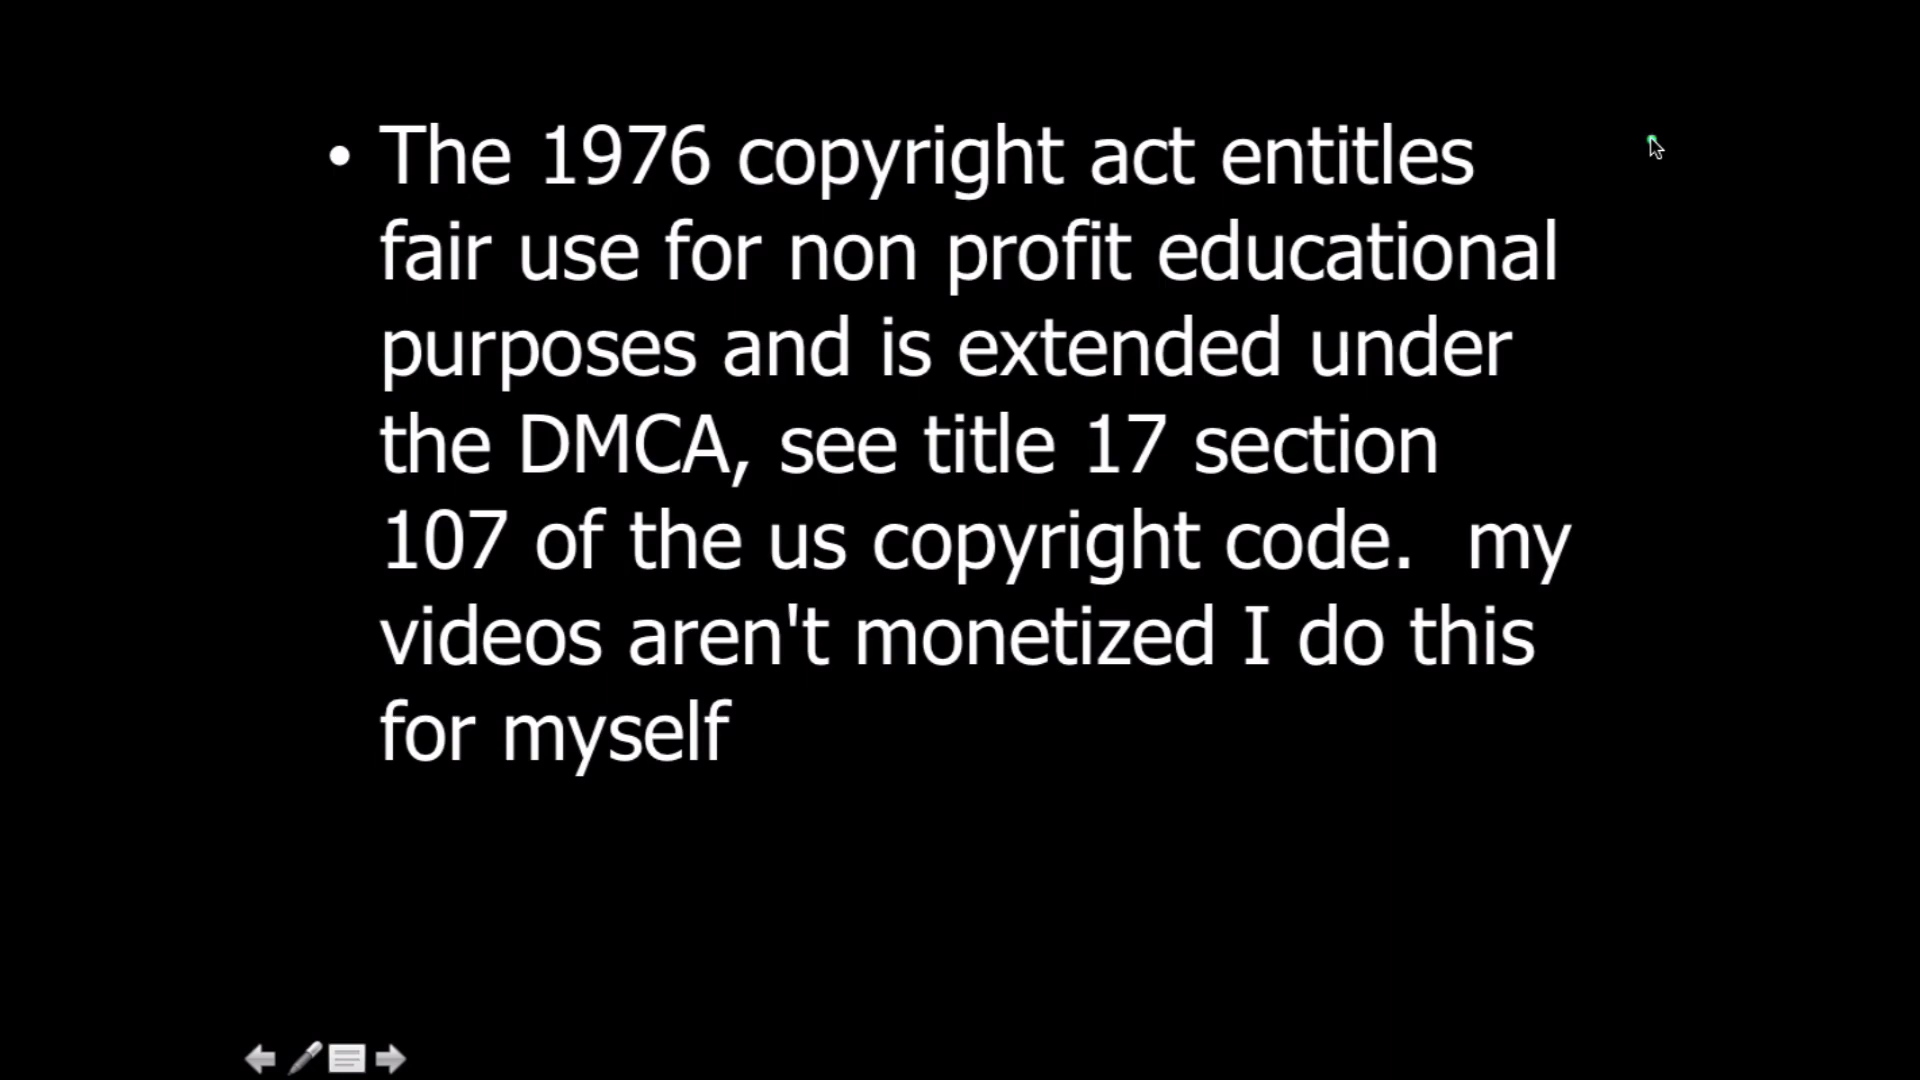 • The 1976 copyright act entitles
fair use for non profit educational
purposes and is extended under
the DMCA, see title 17 section
107 of the us copyright code.  my
videos aren't monetized I do this
for myself